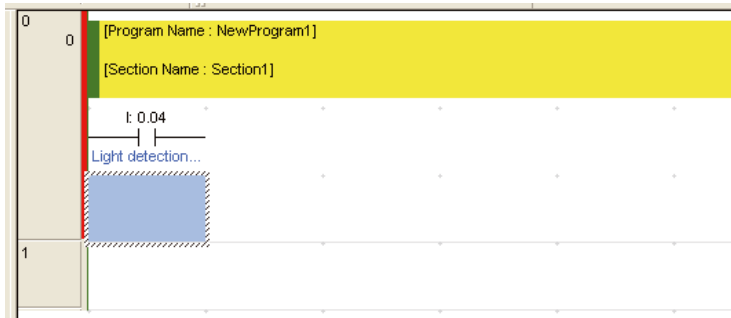 0
0
[Program Name : NewProgram1]
[Section Name : Section1]
I: 0.04
Light detection...
1